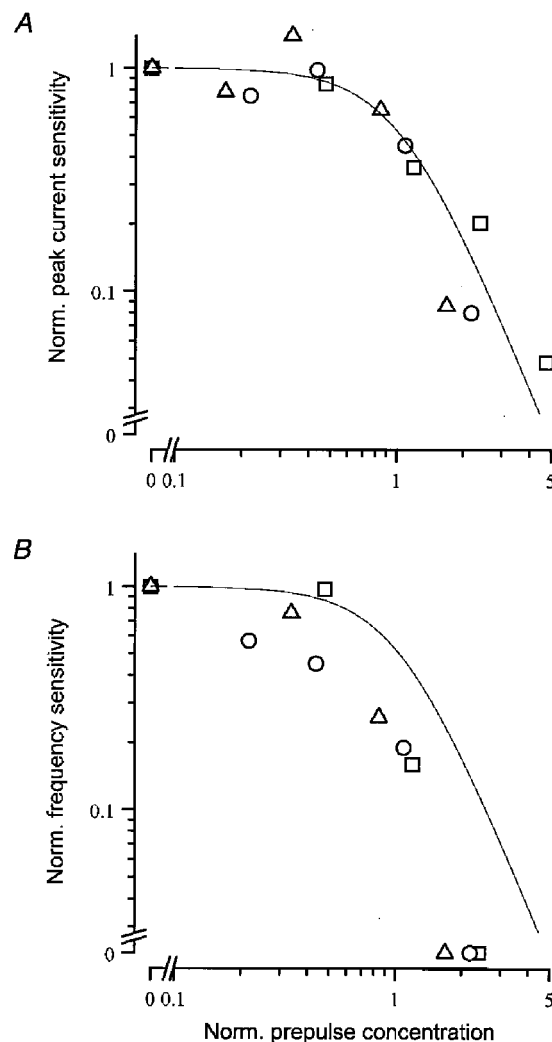 A
Norm. peak current sensitivity
1
0.1
0
0 0.1 1 5
B
Norm. frequency sensitivity
1
0.1
0
0 0.1 1 5
Norm. prepulse concentration